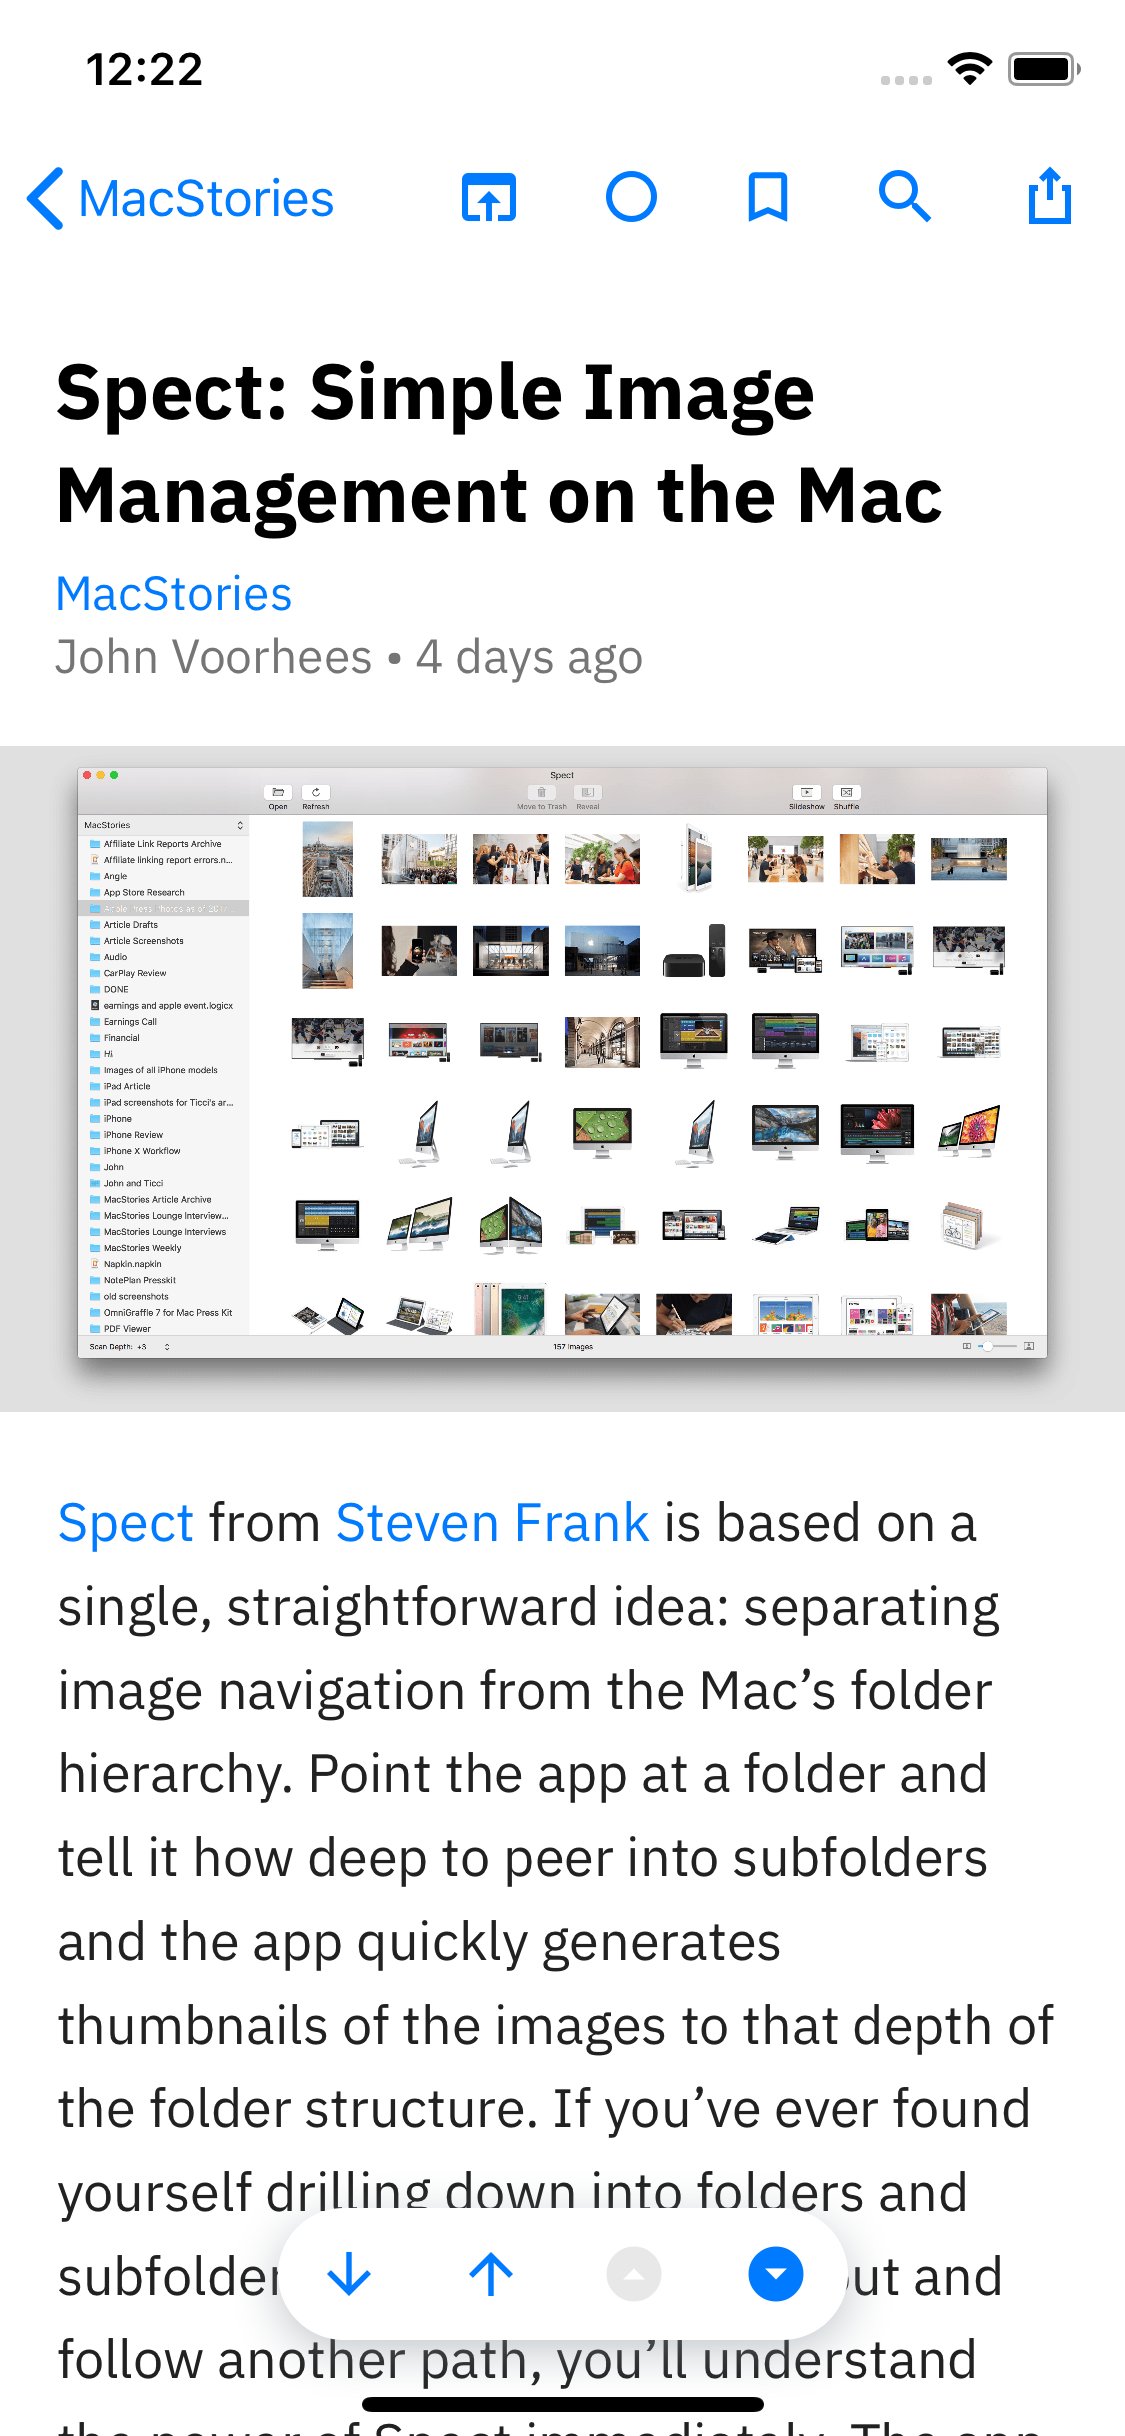 12:22
MacStories
Spect: Simple Image
Management on the Mac
MacStories
John Voorhees • 4 days ago
Spect
Open Refresh Move to Trash Reveal Slideshow Shuffle
MacStories
Affiliate Link Reports Archive
Affiliate linking report errors.n...
Angle
App Store Research
Article Drafts
Article Screenshots
Audio
CarPlay Review
DONE
earnings and apple event.logicx
Earnings Call
Financial
Hi.
Images of all iPhone models
iPad Article
iPad screenshots for Ticci's ar...
iPhone
iPhone Review
iPhone X Workflow
John
John and Ticci
MacStories Article Archive
MacStories Lounge Interview...
MacStories Lounge Interviews
MacStories Weekly
Napkin.napkin
NotePlan Presskit
old screenshots
OmniGraffle 7 for Mac Press Kit
PDF Viewer
Scan Depth: +3
157 images
Spect from Steven Frank is based on a
single, straightforward idea: separating
image navigation from the Mac’s folder
hierarchy. Point the app at a folder and
tell it how deep to peer into subfolders
and the app quickly generates
thumbnails of the images to that depth of
the folder structure. If you’ve ever found
yourself drilling down into folders and
and
follow another path, you’ll understand
the power of Spect immediately. The app